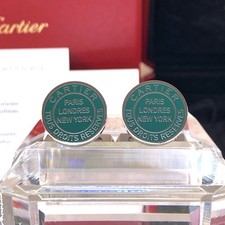 Cartier
CARTIER
PARIS
LONDRES
NEW YORK
TOUS DROITS RESERVES
CARTIER
PARIS
LONDRES
NEW YORK
TOUS DROITS RESERVES